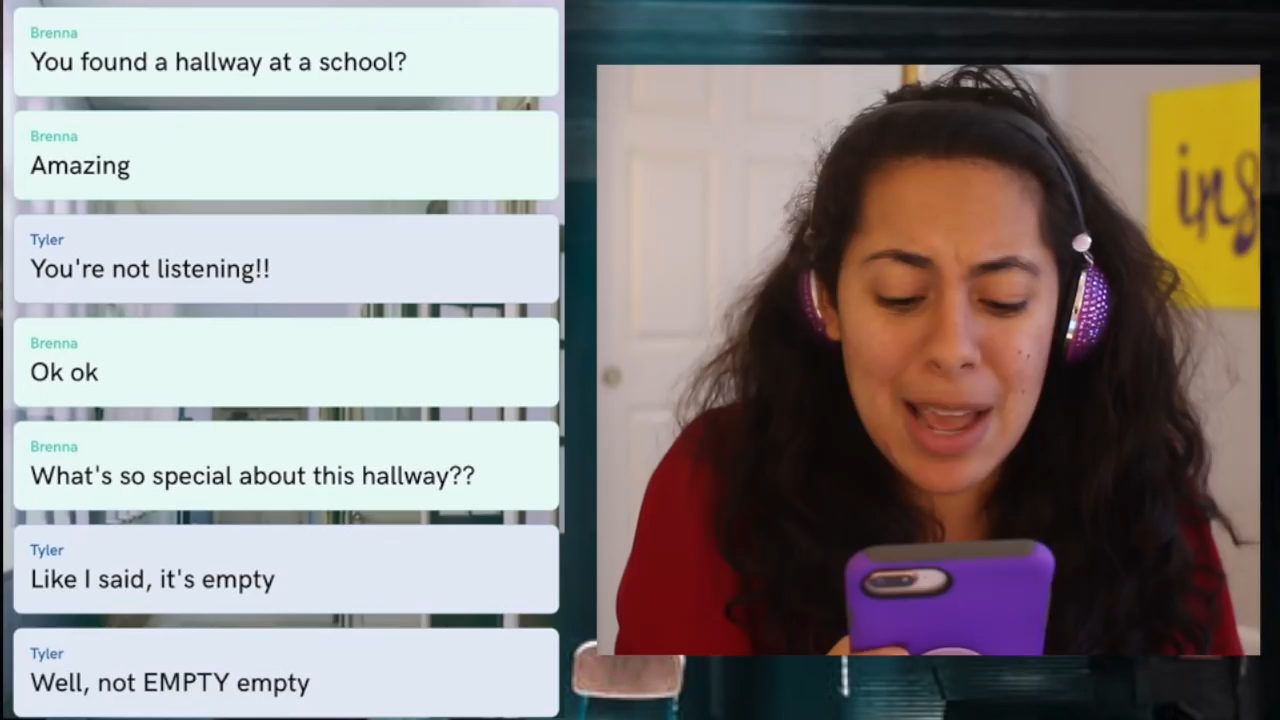 Brenna
You found a hallway at a school?
Brenna
Amazing
Tyler
You're not listening!!
Brenna
Ok ok
Brenna
What's so special about this hallway??
Tyler
Like I said, it's empty
Tyler
Well, not EMPTY empty